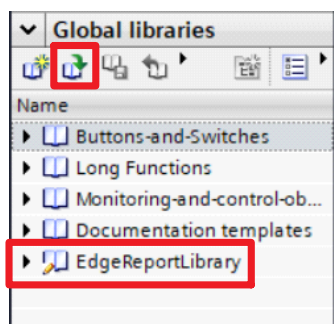 Global libraries
Name
Buttons-and-Switches
Long Functions
Monitoring-and-control-ob...
Documentation templates
EdgeReportLibrary